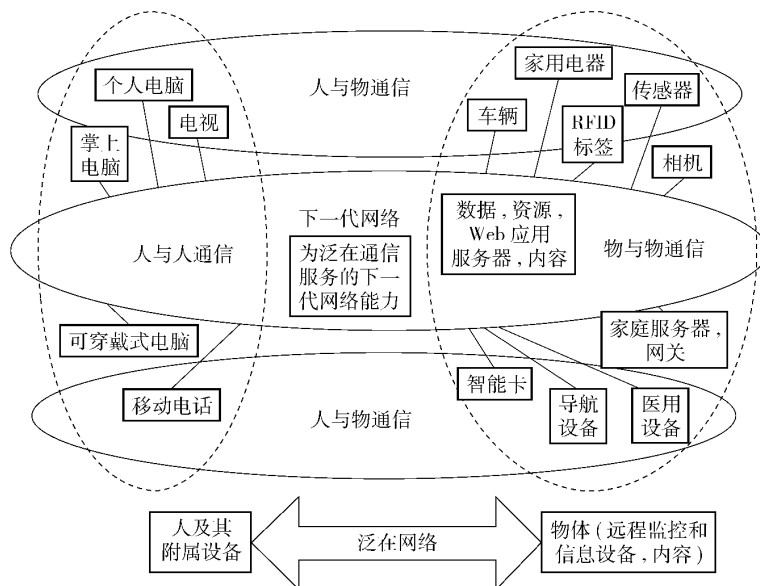 人与物通信
个人电脑
电视
掌上
电脑
家用电器
传感器
车辆
RFID
标签
相机
人与人通信
下一代网络
为泛在通信
服务的下一
代网络能力
数据，资源，
Web 应用
服务器，内容
物与物通信
可穿戴式电脑
移动电话
家庭服务器，
网关
智能卡
导航
设备
医用
设备
人与物通信
人及其
附属设备
泛在网络
物体（远程监控和
信息设备，内容）